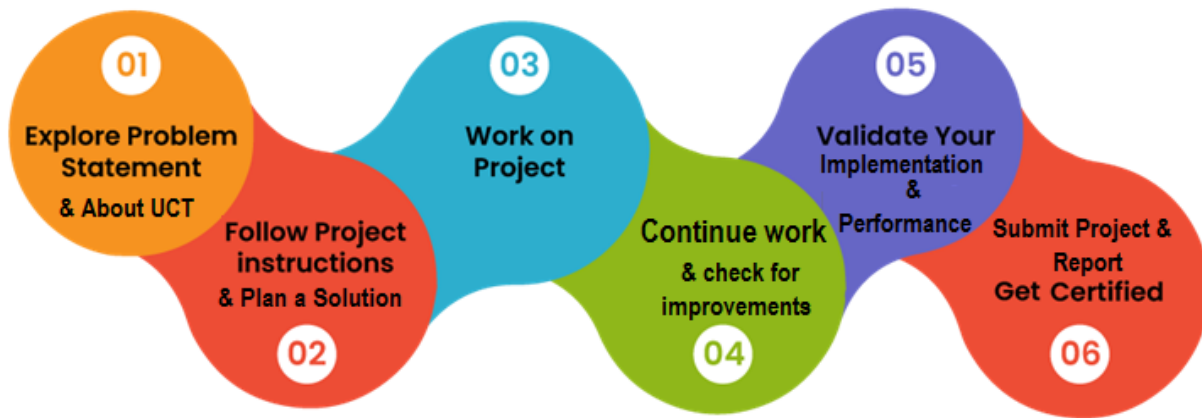 01
Explore Problem
Statement
& About UCT
Follow Project
instructions
& Plan a Solution
02
03
Work on
Project
Continue work
& check for
improvements
04
05
Validate Your
Implementation
&
Performance
Submit Project &
Report
Get Certified
06